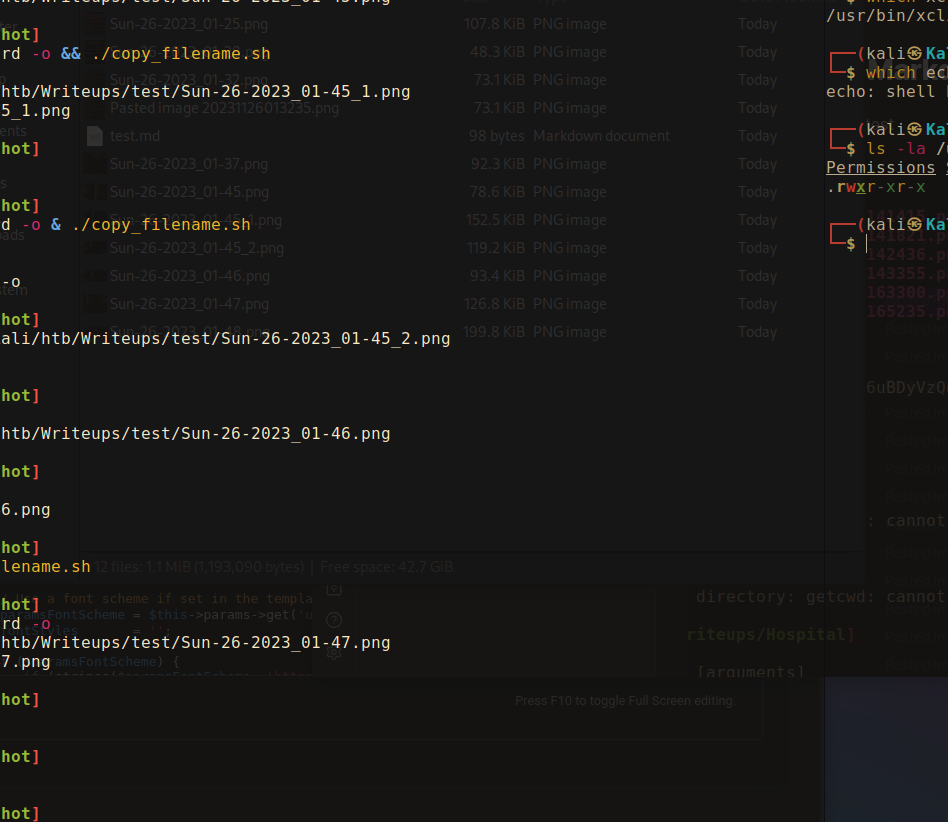 Sun-26-2023_01-25.png 107.8 KiB PNG image Today
48.3 KiB PNG image Today
Sun-26-2023_01-32.png 73.1 KiB PNG image Today
Pasted image 20231126013235.png 73.1 KiB PNG image Today
test.md 98 bytes Markdown document Today
Sun-26-2023_01-37.png 92.3 KiB PNG image Today
Sun-26-2023_01-45.png 78.6 KiB PNG image Today
Sun-26-2023_01-45_1.png 152.5 KiB PNG image Today
Sun-26-2023_01-45_2.png 119.2 KiB PNG image Today
Sun-26-2023_01-46.png 93.4 KiB PNG image Today
Sun-26-2023_01-47.png 126.8 KiB PNG image Today
Sun-26-2023_01-48.png 199.8 KiB PNG image Today
12 files: 1.1 MiB (1,193,090 bytes) | Free space: 42.7 GiB
hot]
rd -o && ./copy_filename.sh
htb/Writeups/test/Sun-26-2023_01-45_1.png
5_1.png
hot]
hot]
d -o & ./copy_filename.sh
-o
hot]
ali/htb/Writeups/test/Sun-26-2023_01-45_2.png
hot]
htb/Writeups/test/Sun-26-2023_01-46.png
hot]
6.png
hot]
lename.sh
hot]
rd -o
htb/Writeups/test/Sun-26-2023_01-47.png
7.png
hot]
hot]
hot]
/usr/bin/xcl
(kali㉿Ka
$ which ec
echo: shell
(kali㉿Ka
$ ls -la /
Permissions
.rwxr-xr-x
(kali㉿Ka
$
142436.p
143355.p
163300.p
165235.p
6uBDyVzQ
: cannot
directory: getcwd: cannot
riteups/Hospital]
[arguments]
a font scheme if set in the templa
aramsFontScheme = $this->params->get('u
Press F10 to toggle Full Screen editing.